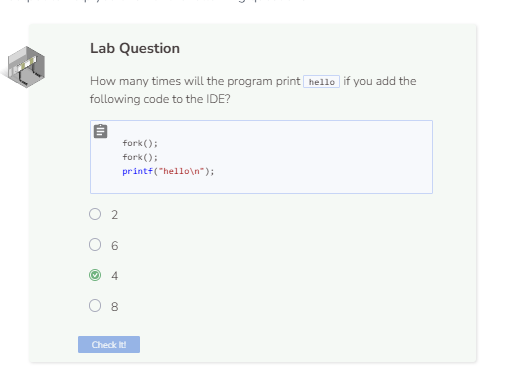 Lab Question
How many times will the program print hello if you add the
following code to the IDE?
fork();
fork();
printf("hello\n");
2
6
4
8
Check It!